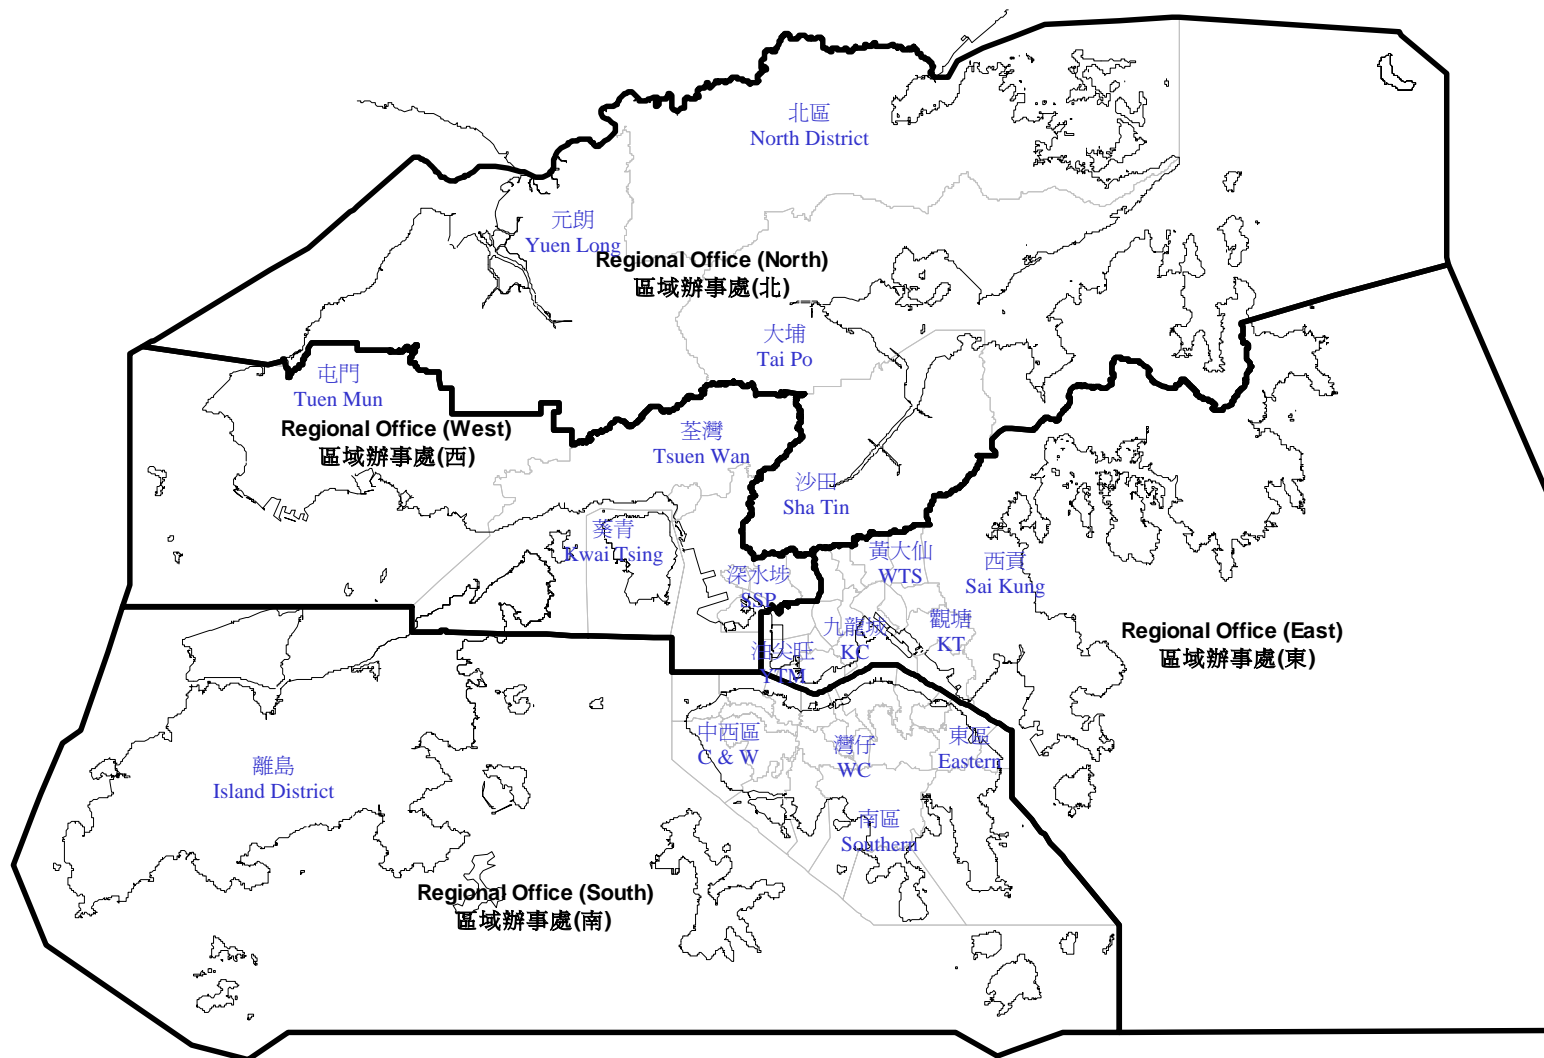 北區
North District
元朗
Yuen Long
Regional Office (North)
區域辦事處(北)
大埔
Tai Po
屯門
Tuen Mun
Regional Office (West)
區域辦事處(西)
荃灣
Tsuen Wan
沙田
Sha Tin
葵青
Kwai Tsing
黃大仙
WTS
西貢
Sai Kung
深水埗
SSP
九龍城
KC
觀塘
KT
Regional Office (East)
區域辦事處(東)
油尖旺
YTM
中西區
C & W
灣仔
WC
東區
Eastern
離島
Island District
南區
Southern
Regional Office (South)
區域辦事處(南)